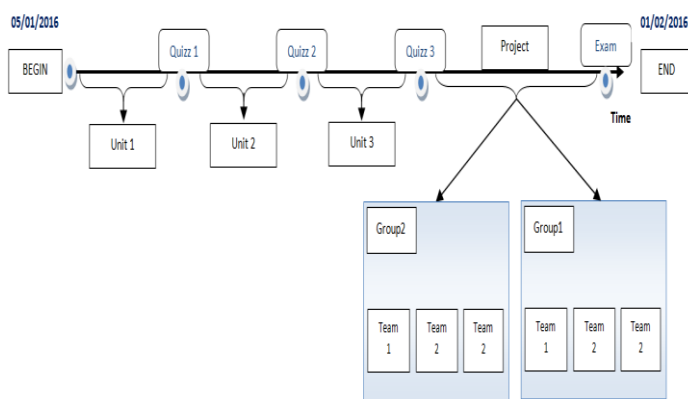 05/01/2016
01/02/2016
BEGIN
Quizz 1
Quizz 2
Quizz 3
Project
Exam
END
Time
Unit 1
Unit 2
Unit 3
Group2
Group1
Team
1
Team
2
Team
2
Team
1
Team
2
Team
2